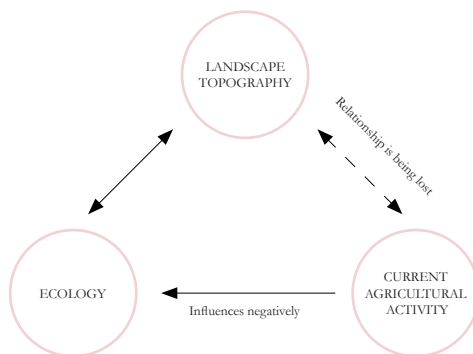 LANDSCAPE
TOPOGRAPHY
Relationship is being lost
ECOLOGY
Influences negatively
CURRENT
AGRICULTURAL
ACTIVITY